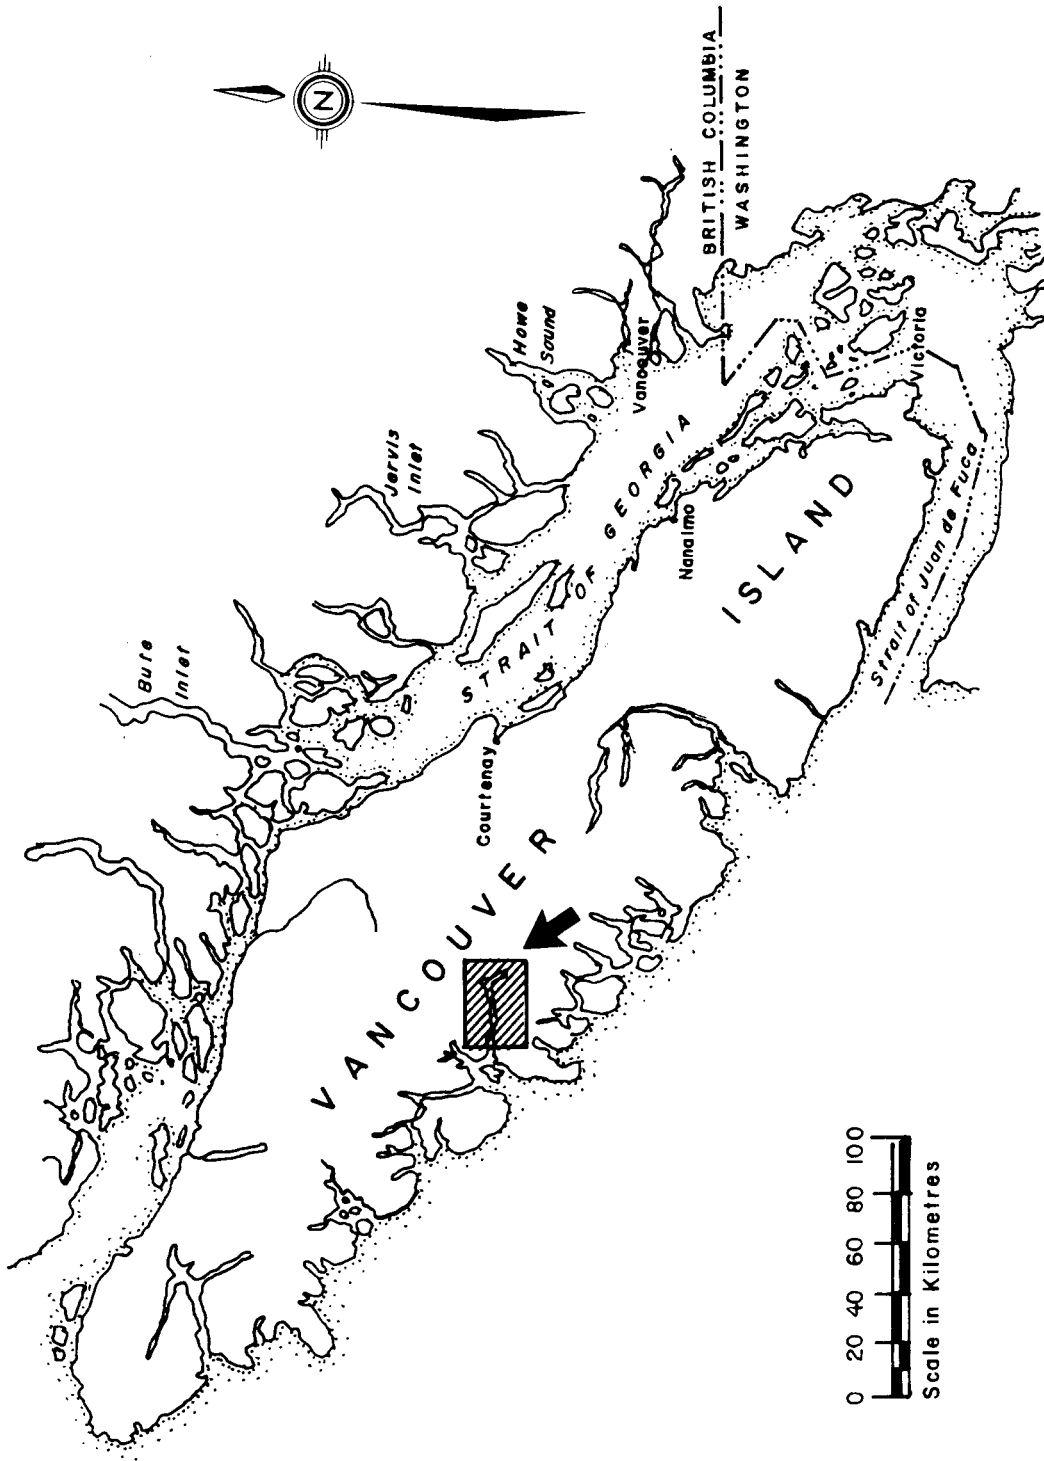 N
BRITISH COLUMBIA
WASHINGTON
Howe
Sound
Vancouver
Jervis
Inlet
Bute
Inlet
STRAIT OF GEORGIA
Nanaimo
Victoria
Courtenay
VANCOUVER ISLAND
Strait of Juan de Fuca
0 20 40 60 80 100
Scale in Kilometres